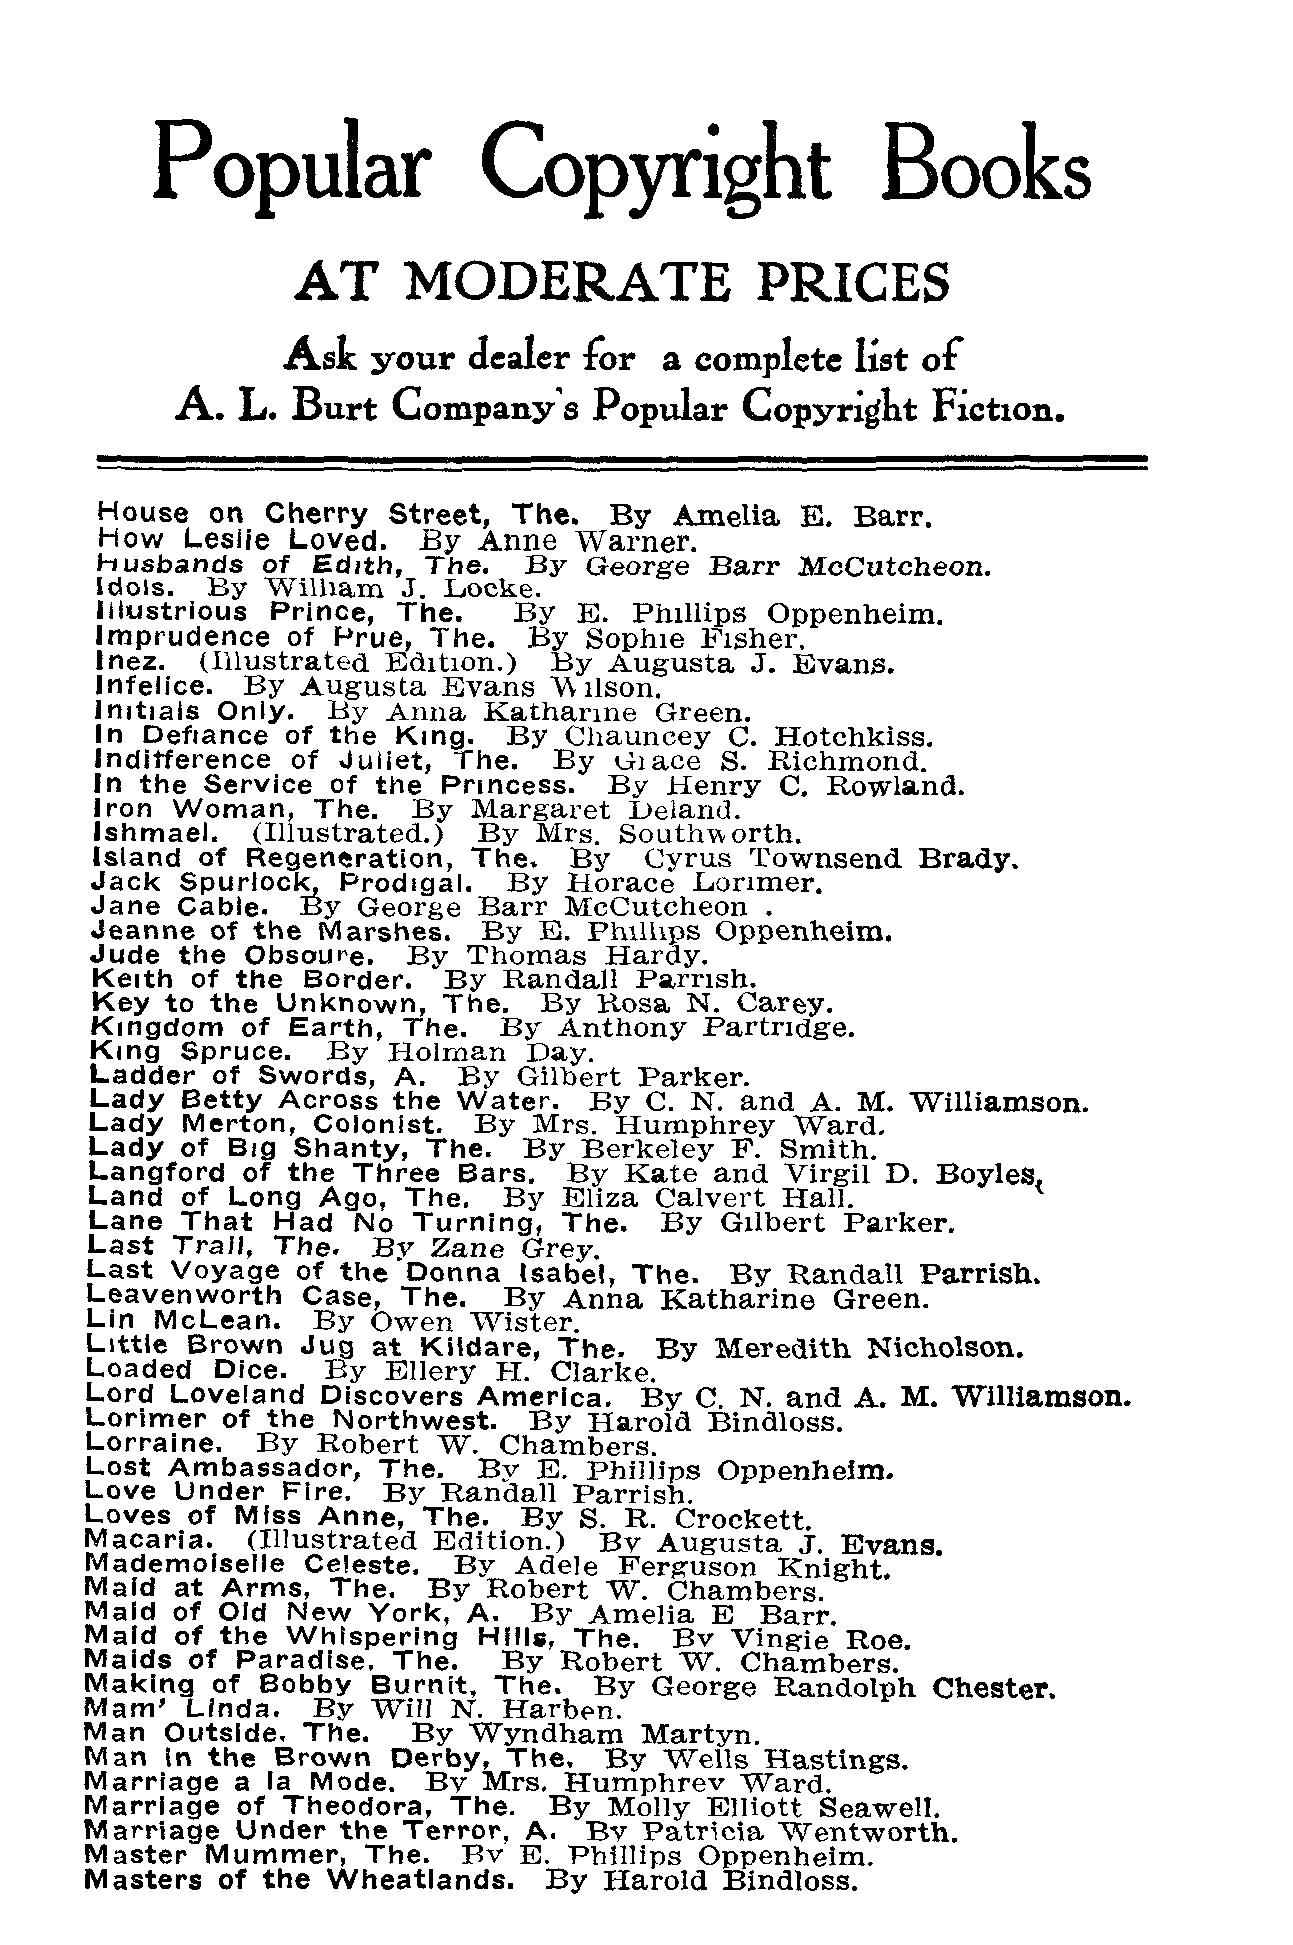 Popular Copyright Books
AT MODERATE PRICES
Ask your dealer for a complete list of
A. L. Burt Company's Popular Copyright Fiction.
House on Cherry Street, The. By Amelia E. Barr.
How Leslie Loved. By Anne Warner.
Husbands of Edith, The. By George Barr McCutcheon.
Idols. By William J. Locke.
Illustrious Prince, The. By E. Phillips Oppenheim.
Imprudence of Prue, The. By Sophie Fisher.
Inez. (Illustrated Edition.) By Augusta J. Evans.
Infelice. By Augusta Evans Wilson.
Initials Only. By Anna Katharine Green.
In Defiance of the King. By Chauncey C. Hotchkiss.
Indifference of Juliet, The. By Grace S. Richmond.
In the Service of the Princess. By Henry C. Rowland.
Iron Woman, The. By Margaret Deland.
Ishmael. (Illustrated.) By Mrs. Southworth.
Island of Regeneration, The. By Cyrus Townsend Brady.
Jack Spurlock, Prodigal. By Horace Lorimer.
Jane Cable. By George Barr McCutcheon .
Jeanne of the Marshes. By E. Phillips Oppenheim.
Jude the Obscure. By Thomas Hardy.
Keith of the Border. By Randall Parrish.
Key to the Unknown, The. By Rosa N. Carey.
Kingdom of Earth, The. By Anthony Partridge.
King Spruce. By Holman Day.
Ladder of Swords, A. By Gilbert Parker.
Lady Betty Across the Water. By C. N. and A. M. Williamson.
Lady Merton, Colonist. By Mrs. Humphrey Ward.
Lady of Big Shanty, The. By Berkeley F. Smith.
Langford of the Three Bars. By Kate and Virgil D. Boyles,
Land of Long Ago, The. By Eliza Calvert Hall.
Lane That Had No Turning, The. By Gilbert Parker.
Last Trail, The. By Zane Grey.
Last Voyage of the Donna Isabel, The. By Randall Parrish.
Leavenworth Case, The. By Anna Katharine Green.
Lin McLean. By Owen Wister.
Little Brown Jug at Kildare, The. By Meredith Nicholson.
Loaded Dice. By Ellery H. Clarke.
Lord Loveland Discovers America. By C. N. and A. M. Williamson.
Lorimer of the Northwest. By Harold Bindloss.
Lorraine. By Robert W. Chambers.
Lost Ambassador, The. By E. Phillips Oppenheim.
Love Under Fire. By Randall Parrish.
Loves of Miss Anne, The. By S. R. Crockett.
Macaria. (Illustrated Edition.) By Augusta J. Evans.
Mademoiselle Celeste. By Adele Ferguson Knight.
Maid at Arms, The. By Robert W. Chambers.
Maid of Old New York, A. By Amelia E Barr.
Maid of the Whispering Hills, The. By Vingie Roe.
Maids of Paradise, The. By Robert W. Chambers.
Making of Bobby Burnit, The. By George Randolph Chester.
Mam' Linda. By Will N. Harben.
Man Outside, The. By Wyndham Martyn.
Man in the Brown Derby, The. By Wells Hastings.
Marriage a la Mode. By Mrs. Humphrey Ward.
Marriage of Theodora, The. By Molly Elliott Seawell.
Marriage Under the Terror, A. By Patricia Wentworth.
Master Mummer, The. By E. Phillips Oppenheim.
Masters of the Wheatlands. By Harold Bindloss.